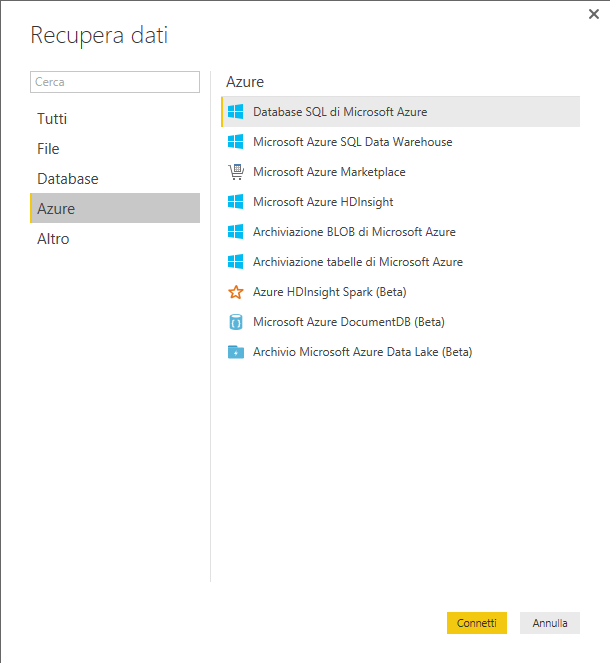 Recupera dati
Cerca
Tutti
File
Database
Azure
Altro
Azure
Database SQL di Microsoft Azure
Microsoft Azure SQL Data Warehouse
Microsoft Azure Marketplace
Microsoft Azure HDInsight
Archiviazione BLOB di Microsoft Azure
Archiviazione tabelle di Microsoft Azure
Azure HDInsight Spark (Beta)
Microsoft Azure DocumentDB (Beta)
Archivio Microsoft Azure Data Lake (Beta)
Connetti
Annulla